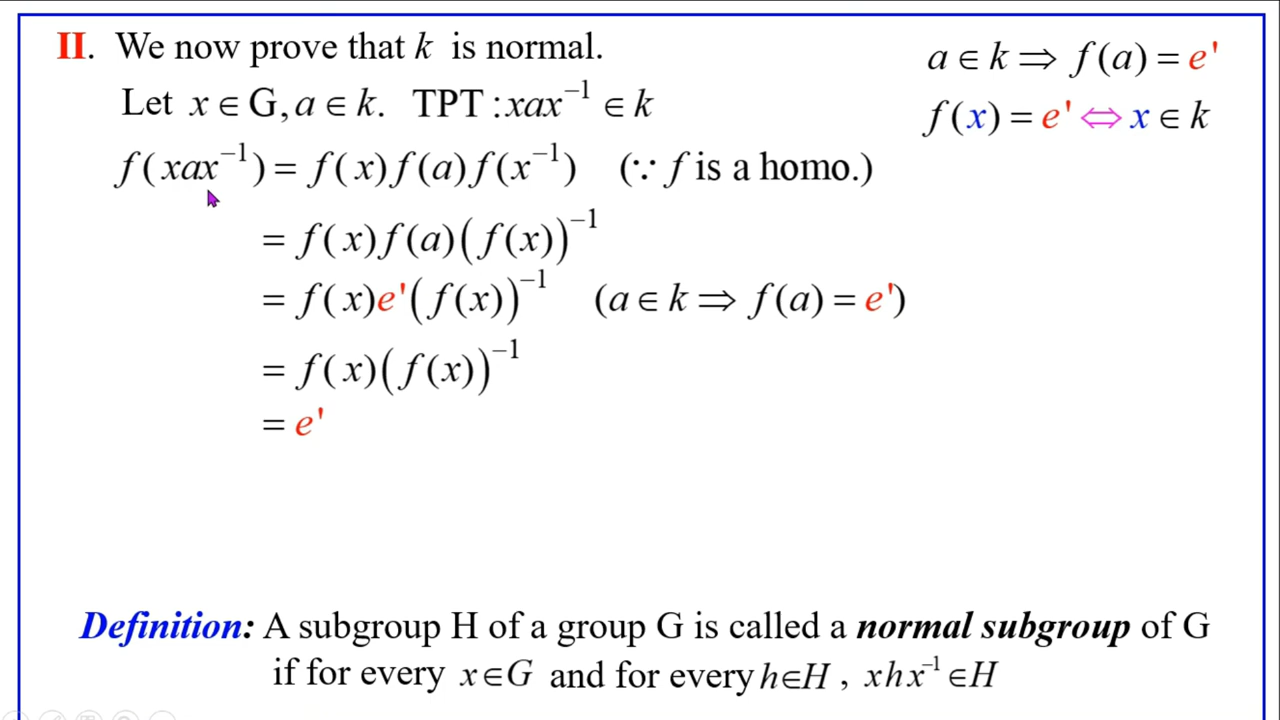 II. We now prove that k is normal.
a ∈ k ⇒ f(a) = e'
Let x ∈ G, a ∈ k. TPT : xax⁻¹ ∈ k
f(x) = e' ⇔ x ∈ k
f(xax⁻¹) = f(x)f(a)f(x⁻¹) (∵ f is a homo.)
= f(x)f(a)(f(x))⁻¹
= f(x)e'(f(x))⁻¹ (a ∈ k ⇒ f(a) = e')
= f(x)(f(x))⁻¹
= e'
Definition: A subgroup H of a group G is called a normal subgroup of G
if for every x∈G and for every h∈H , xhx⁻¹ ∈H